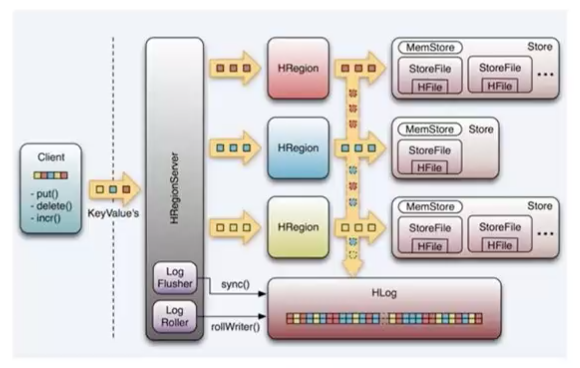 Client
- put()
- delete()
- incr()
KeyValue's
HRegionServer
Log
Flusher
Log
Roller
sync()
rollWriter()
HRegion
MemStore
Store
StoreFile
HFile
StoreFile
HFile
...
HRegion
MemStore
Store
StoreFile
HFile
HRegion
MemStore
Store
StoreFile
HFile
StoreFile
HFile
...
HLog